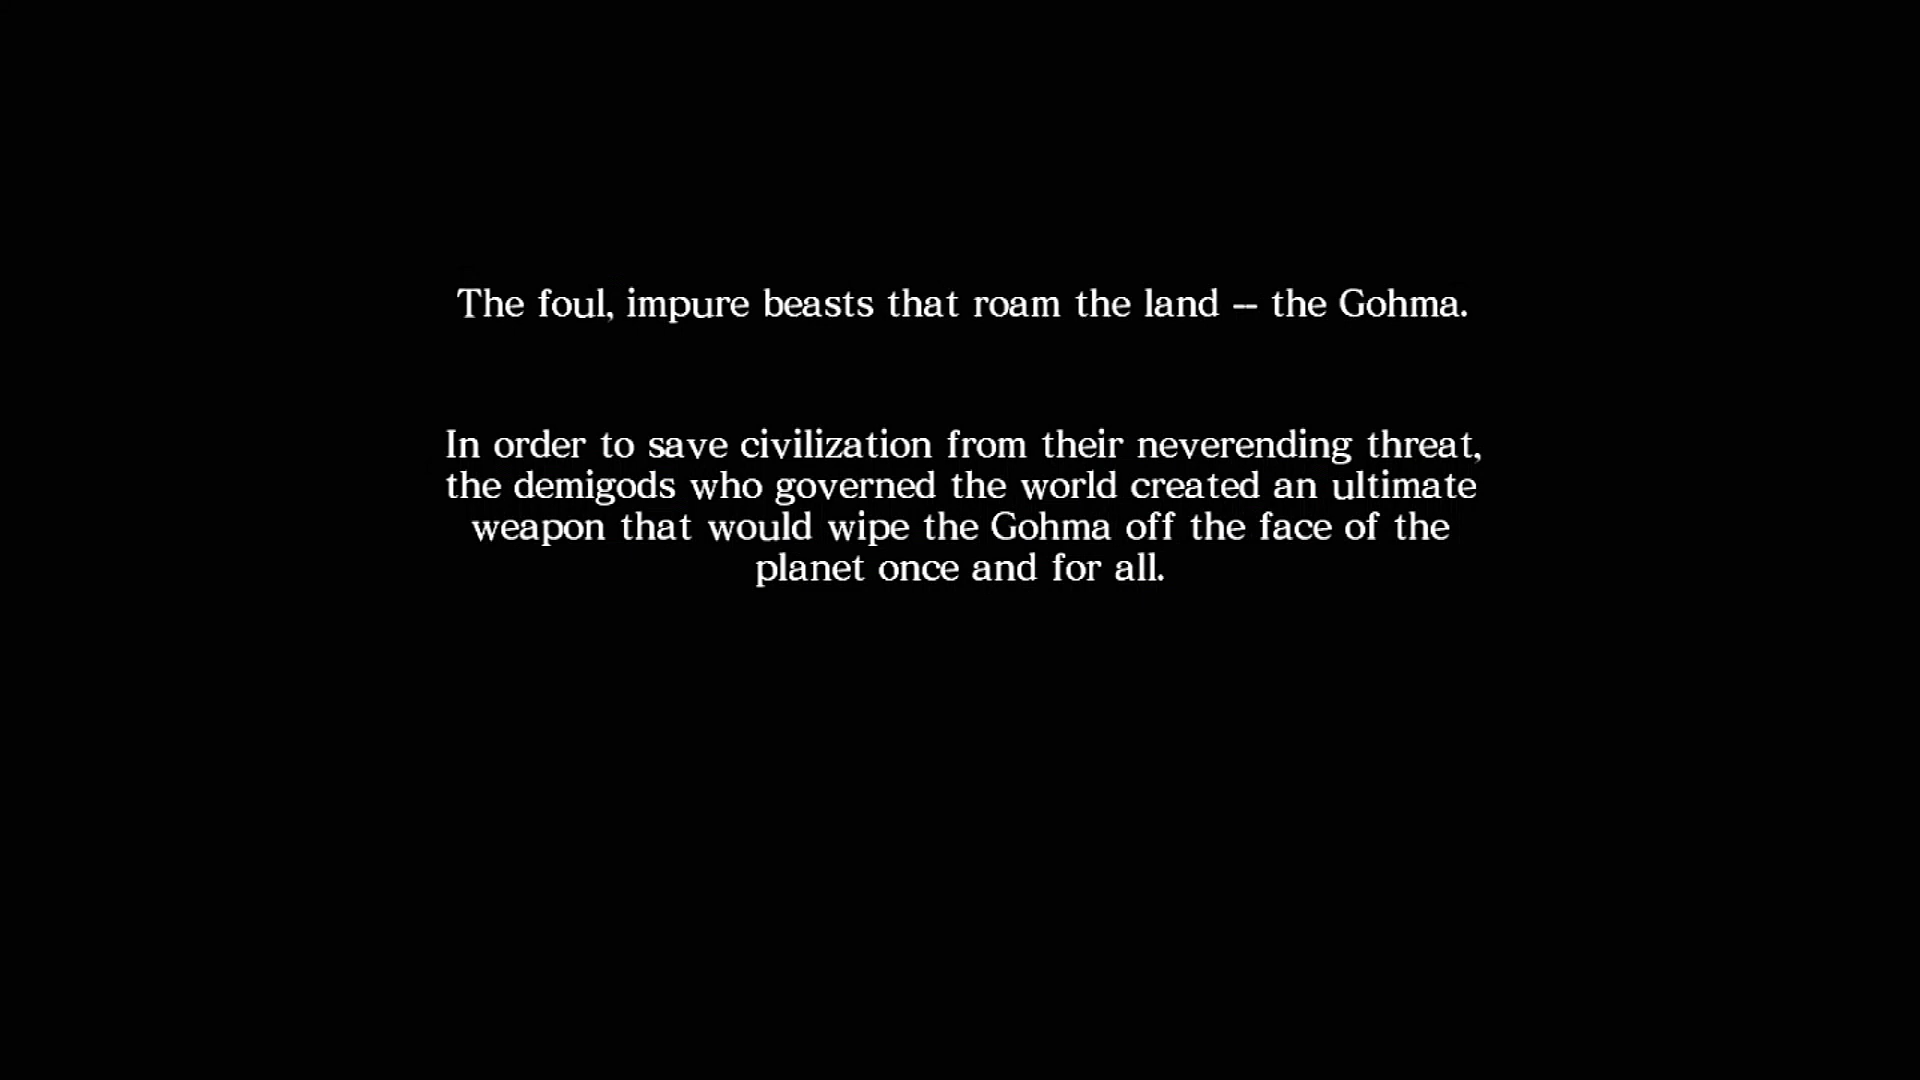 The foul, impure beasts that roam the land -- the Gohma.
In order to save civilization from their neverending threat,
the demigods who governed the world created an ultimate
weapon that would wipe the Gohma off the face of the
planet once and for all.